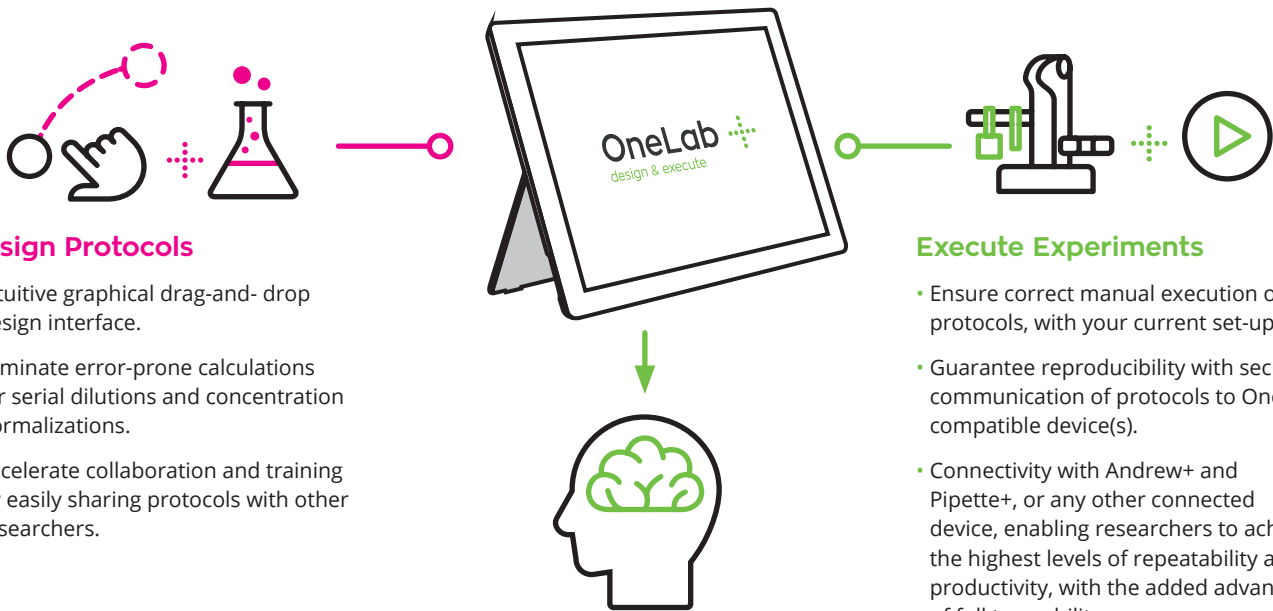 OneLab
design & execute
sign Protocols
tuitive graphical drag-and- drop
esign interface.
minate error-prone calculations
r serial dilutions and concentration
ormalizations.
celerate collaboration and training
easily sharing protocols with other
searchers.
Execute Experiments
• Ensure correct manual execution o
protocols, with your current set-up
• Guarantee reproducibility with sec
communication of protocols to One
compatible device(s).
• Connectivity with Andrew+ and
Pipette+, or any other connected
device, enabling researchers to ach
the highest levels of repeatability a
productivity, with the added advan